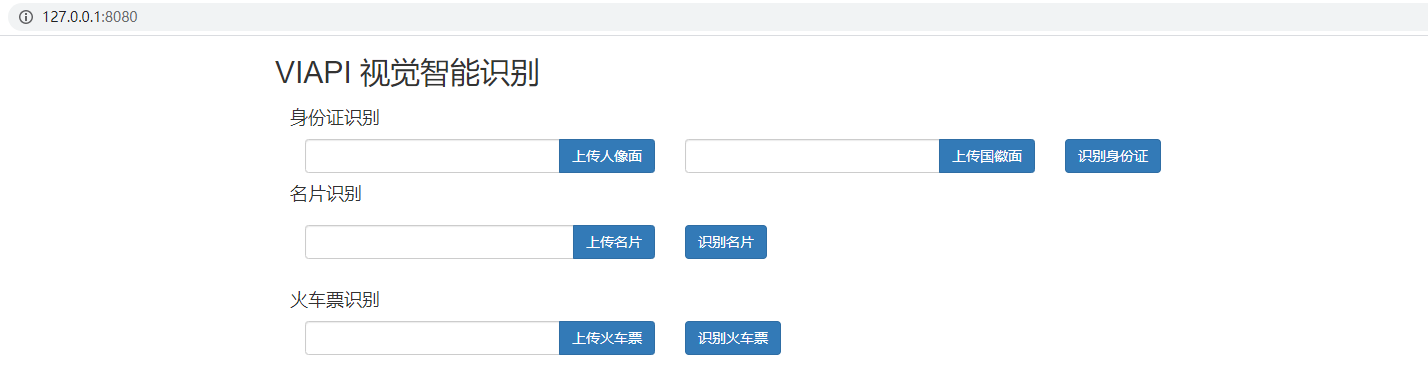 127.0.0.1:8080
VIAPI 视觉智能识别
身份证识别
上传人像面 上传国徽面 识别身份证
名片识别
上传名片 识别名片
火车票识别
上传火车票 识别火车票